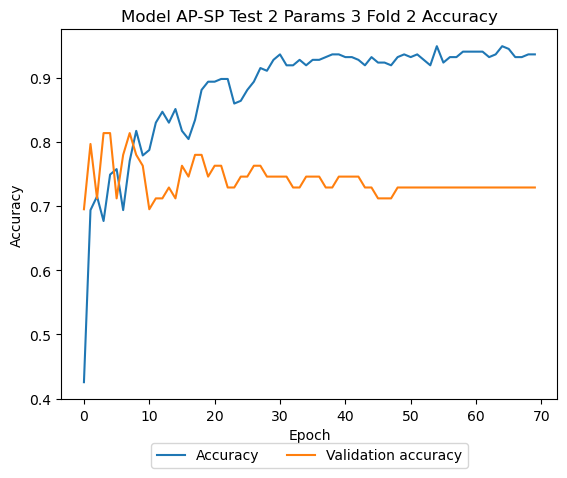 Model AP-SP Test 2 Params 3 Fold 2 Accuracy
0.9
0.8
0.7
0.6
0.5
0.4
Accuracy
0 10 20 30 40 50 60 70
Epoch
Accuracy Validation accuracy